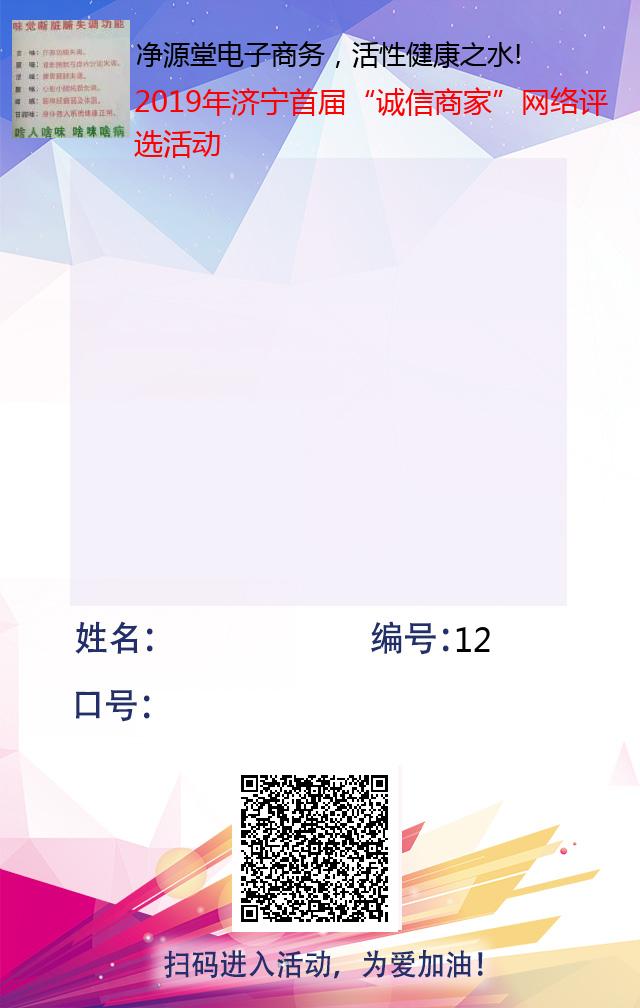 味觉嘶脏腑失调功能
净源堂电子商务，活性健康之水!
2019年济宁首届“诚信商家”网络评
选活动
啥人啥味 啥味啥病
姓名：
编号:12
口号：
扫码进入活动，为爱加油！